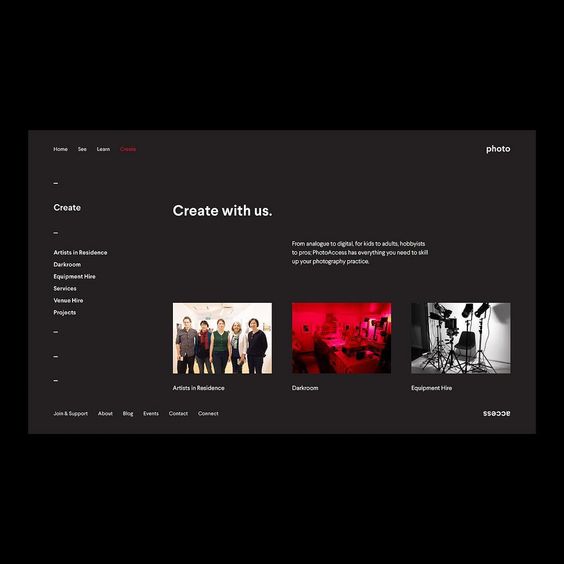 Home See Learn Create
photo
Create
Create with us.
Artists in Residence
Darkroom
Equipment Hire
Services
Venue Hire
Projects
From analogue to digital, for kids to adults, hobbyists
to pros; PhotoAccess has everything you need to skill
up your photography practice.
Artists in Residence
Darkroom
Equipment Hire
Join & Support About Blog Events Contact Connect
access